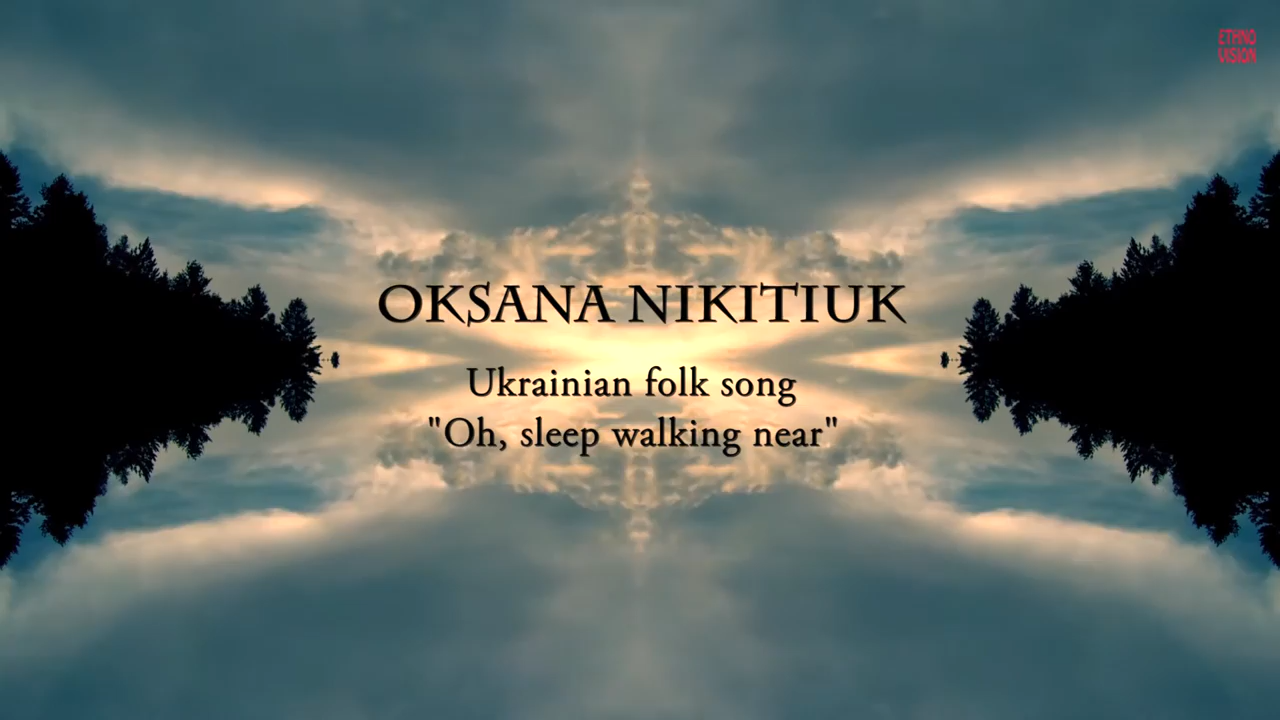 ETHNO
VISION
OKSANA NIKITIUK
Ukrainian folk song
"Oh, sleep walking near"